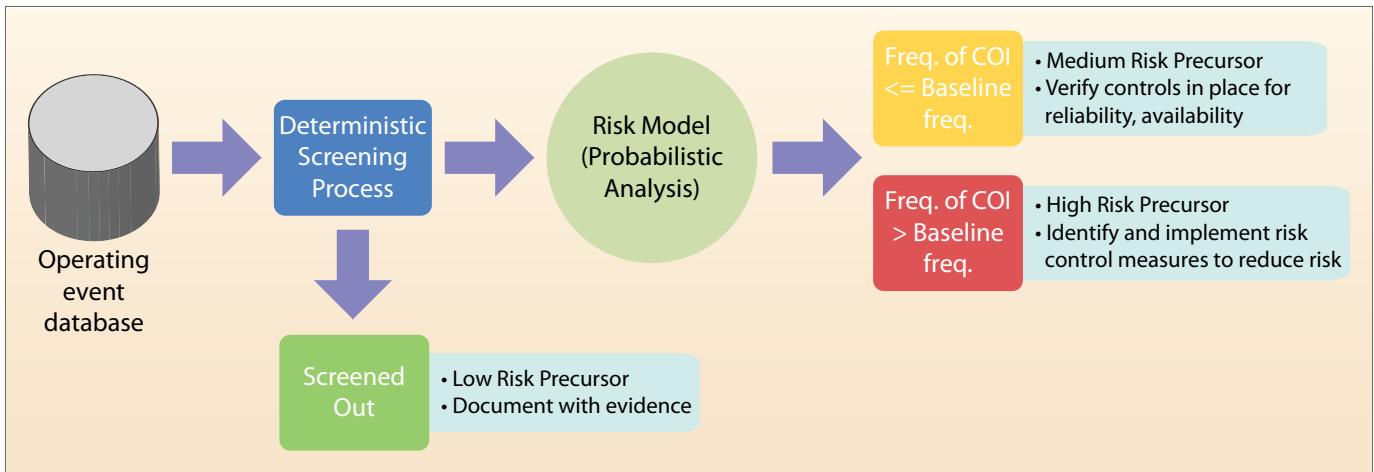 Operating
event
database
Deterministic
Screening
Process
Risk Model
(Probabilistic
Analysis)
Freq. of COI
<= Baseline
freq.
• Medium Risk Precursor
• Verify controls in place for
reliability, availability
Freq. of COI
> Baseline
freq.
• High Risk Precursor
• Identify and implement risk
control measures to reduce risk
Screened
Out
• Low Risk Precursor
• Document with evidence